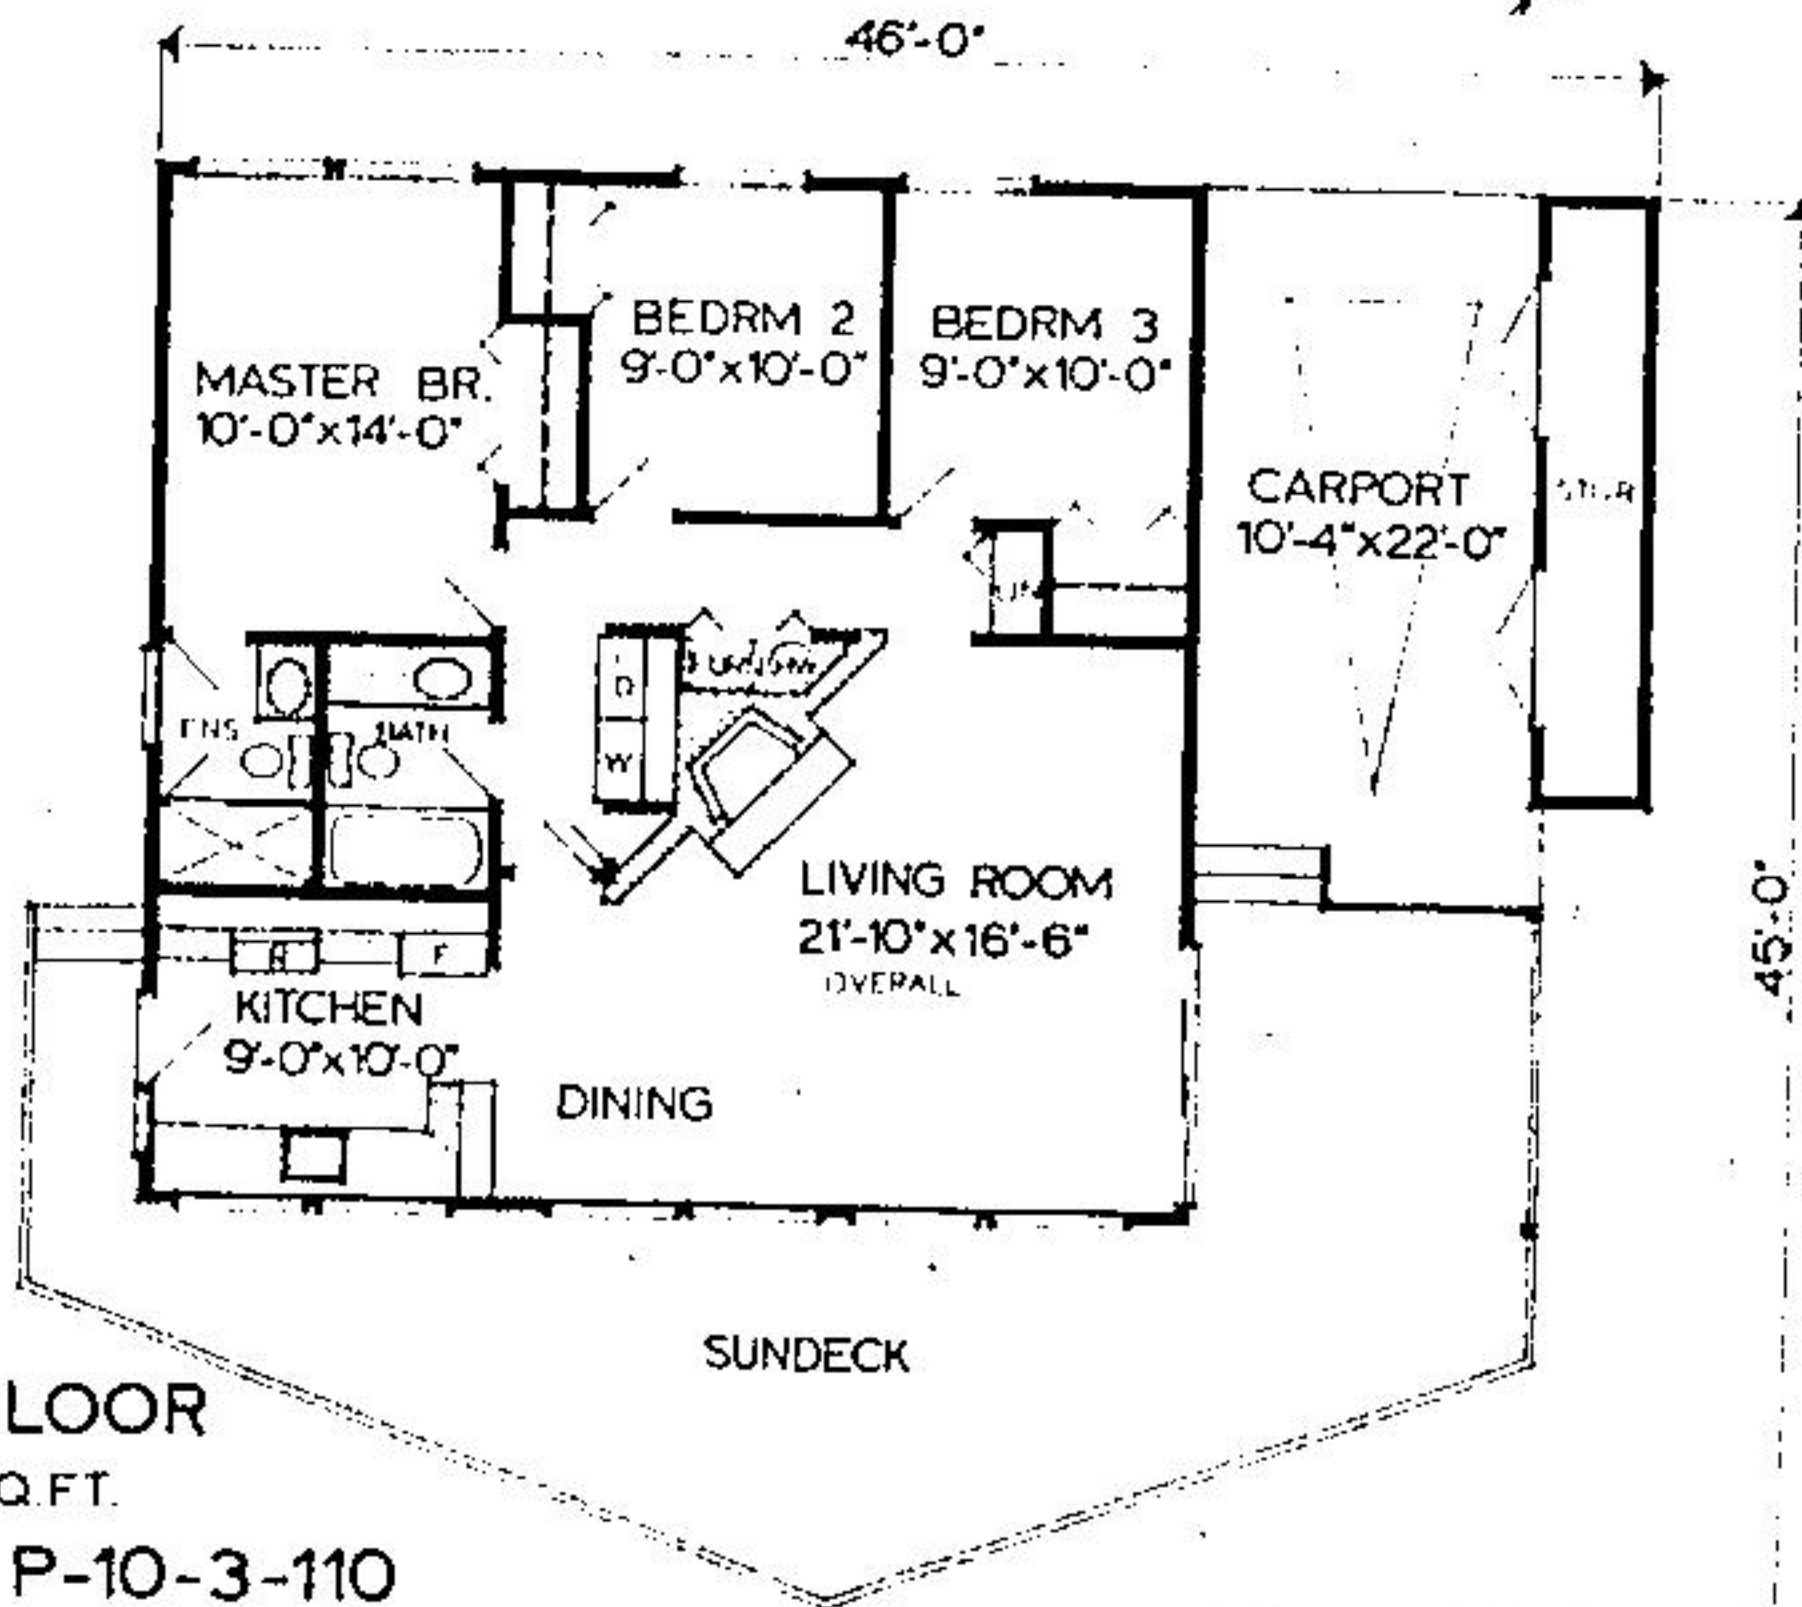 46'-0"
MASTER BR.
10'-0"x14'-0"
BEDRM 2
9'-0"x10'-0"
BEDRM 3
9'-0"x10'-0"
CARPORT
10'-4"x22'-0"
ENS
BATH
D
W
LIVING ROOM
21'-10"x16'-6"
OVERALL
45'-0"
R
F
KITCHEN
9'-0"x10'-0"
DINING
SUNDECK
LOOR
Q.FT.
P-10-3-110